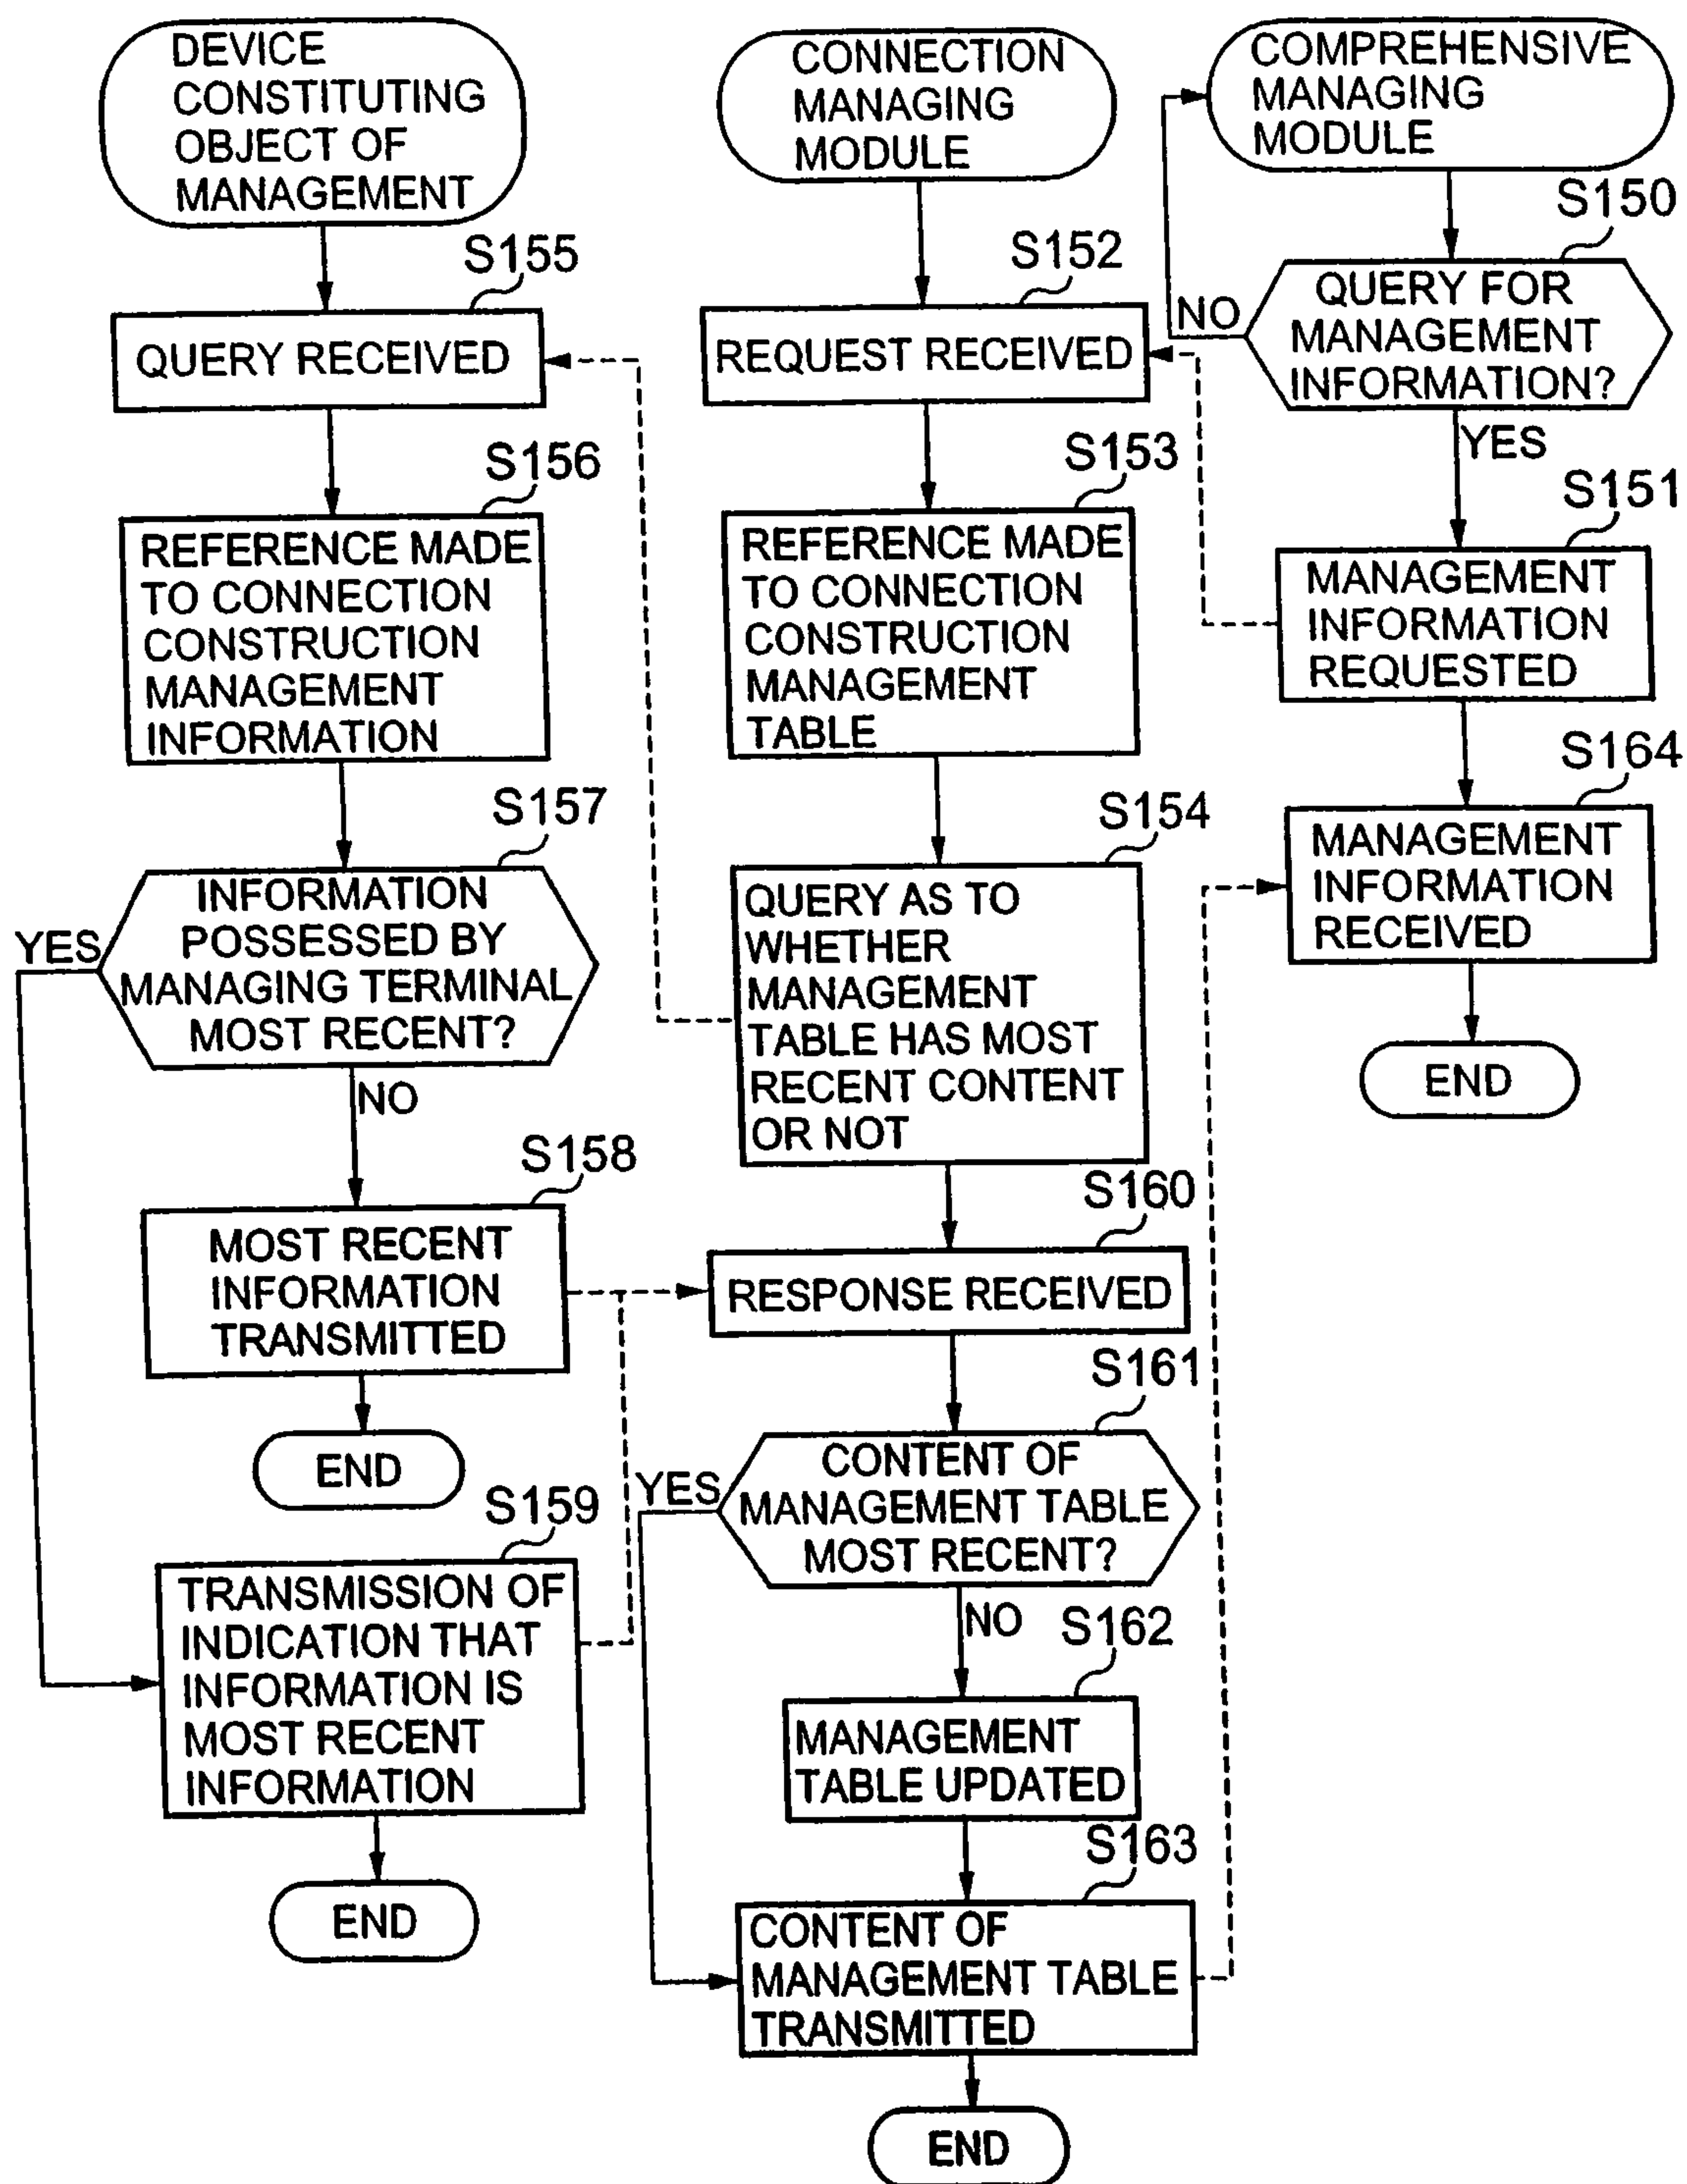 DEVICE
CONSTITUTING
OBJECT OF
MANAGEMENT
S155
QUERY RECEIVED
S156
REFERENCE MADE
TO CONNECTION
CONSTRUCTION
MANAGEMENT
INFORMATION
S157
INFORMATION
POSSESSED BY
MANAGING TERMINAL
MOST RECENT?
YES
NO
S158
MOST RECENT
INFORMATION
TRANSMITTED
END
S159
TRANSMISSION OF
INDICATION THAT
INFORMATION IS
MOST RECENT
INFORMATION
END
CONNECTION
MANAGING
MODULE
S152
REQUEST RECEIVED
S153
REFERENCE MADE
TO CONNECTION
CONSTRUCTION
MANAGEMENT
TABLE
S154
QUERY AS TO
WHETHER
MANAGEMENT
TABLE HAS MOST
RECENT CONTENT
OR NOT
S160
RESPONSE RECEIVED
S161
CONTENT OF
MANAGEMENT TABLE
MOST RECENT?
YES
NO
S162
MANAGEMENT
TABLE UPDATED
S163
CONTENT OF
MANAGEMENT TABLE
TRANSMITTED
END
COMPREHENSIVE
MANAGING
MODULE
S150
QUERY FOR
MANAGEMENT
INFORMATION?
NO
YES
S151
MANAGEMENT
INFORMATION
REQUESTED
S164
MANAGEMENT
INFORMATION
RECEIVED
END